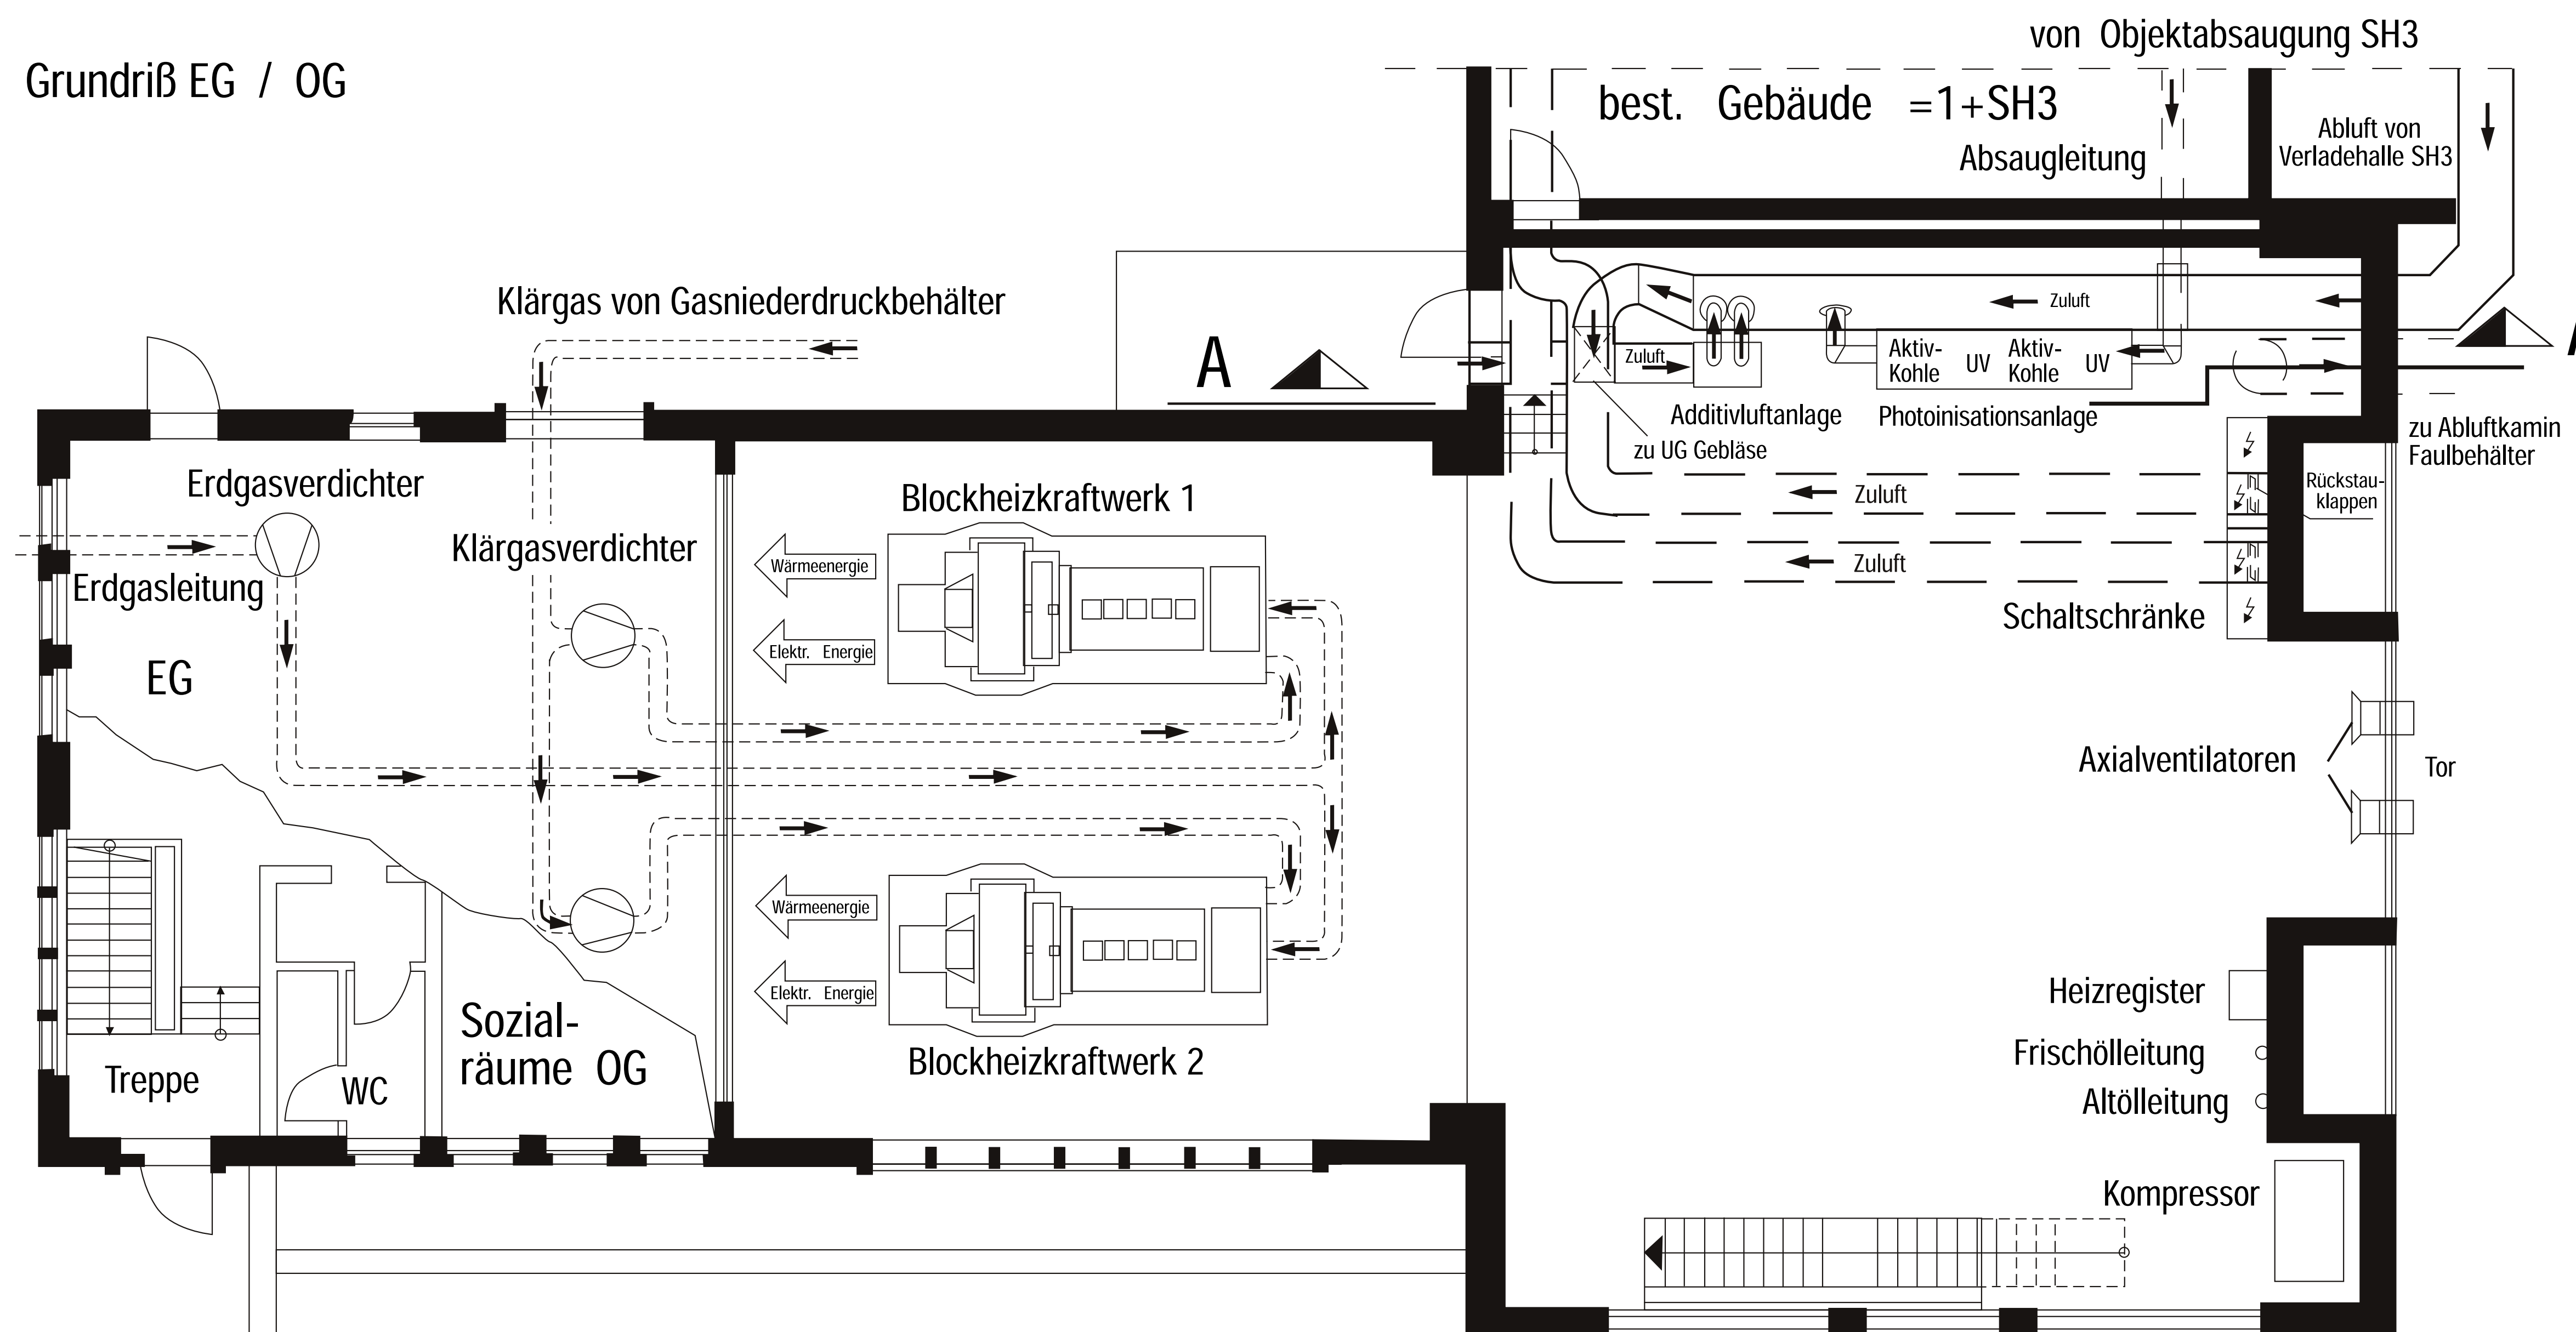 von Objektabsaugung SH3
Grundriß EG / OG
best. Gebäude =1+SH3
Abluft von
Verladehalle SH3
Absaugleitung
Klärgas von Gasniederdruckbehälter
Zuluft
A
Zuluft
Aktiv-
Kohle
UV
Aktiv-
Kohle
UV
Additivluftanlage
Photoinisationsanlage
zu UG Gebläse
zu Abluftkamin
Faulbehälter
Erdgasverdichter
Blockheizkraftwerk 1
Rückstau-
klappen
Zuluft
Klärgasverdichter
Wärmeenergie
Zuluft
Erdgasleitung
Schaltschränke
Elektr. Energie
EG
Axialventilatoren
Tor
Wärmeenergie
Elektr. Energie
Heizregister
Sozial-
räume OG
Frischölleitung
Blockheizkraftwerk 2
Treppe
WC
Altölleitung
Kompressor